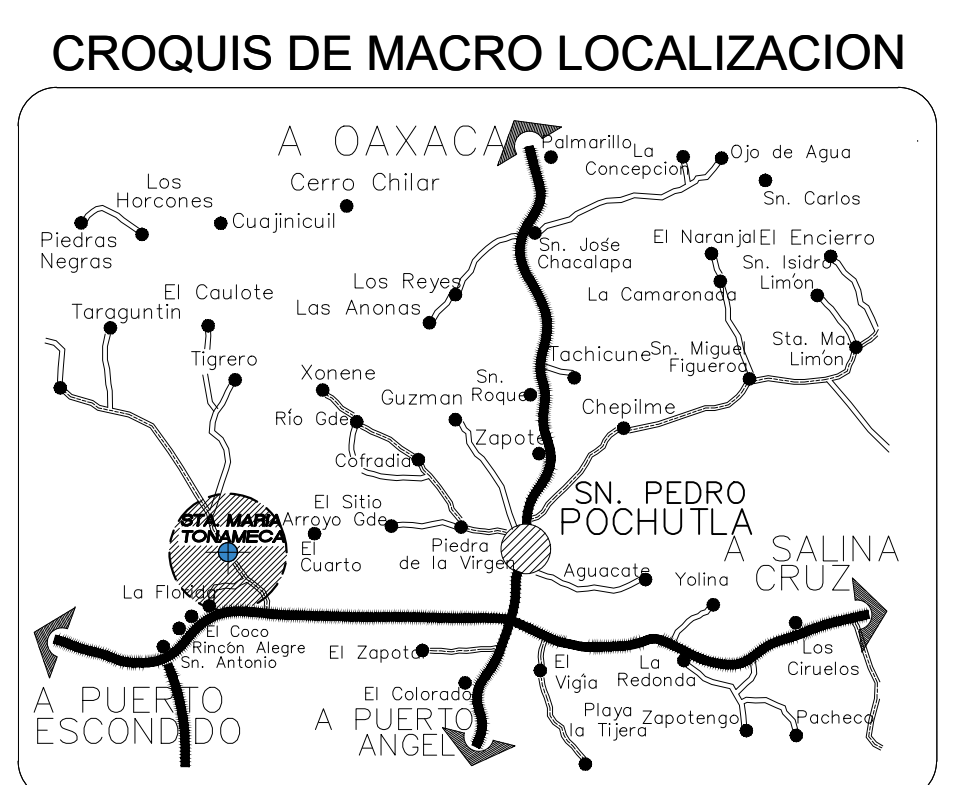 CROQUIS DE MACRO LOCALIZACION
A OAXACA
Palmarillo
La
Concepcion
Ojo de Agua
Los
Horcones
Cerro Chilar
Sn. Carlos
Cuajinicuil
Piedras
Negras
Sn. José
Chacalapa
El Naranjal
El Encierro
Sn. Isidro
Limón
Los Reyes
La Camaronada
Las Anonas
El Caulote
Taraguntin
Tigrero
Xonene
Tachicune
Sn. Miguel
Figueroa
Sta. Ma.
Limón
Sn.
Roque
Guzman
Río Gde
Chepilme
Zapote
Cofradia
SN. PEDRO
POCHUTLA
El Sitio
Arroyo Gde
STA. MARIA
TONAMECA
El
Cuarto
Piedra
de la Virgen
A SALINA
CRUZ
Aguacate
Yolina
La Florida
El Coco
Rincón Alegre
Sn. Antonio
El Zapotal
El
Vigía
La
Redonda
Los
Ciruelos
El Colorado
A PUERTO
ESCONDIDO
A PUERTO
ANGEL
Playa
la Tijera
Zapotengo
Pacheco